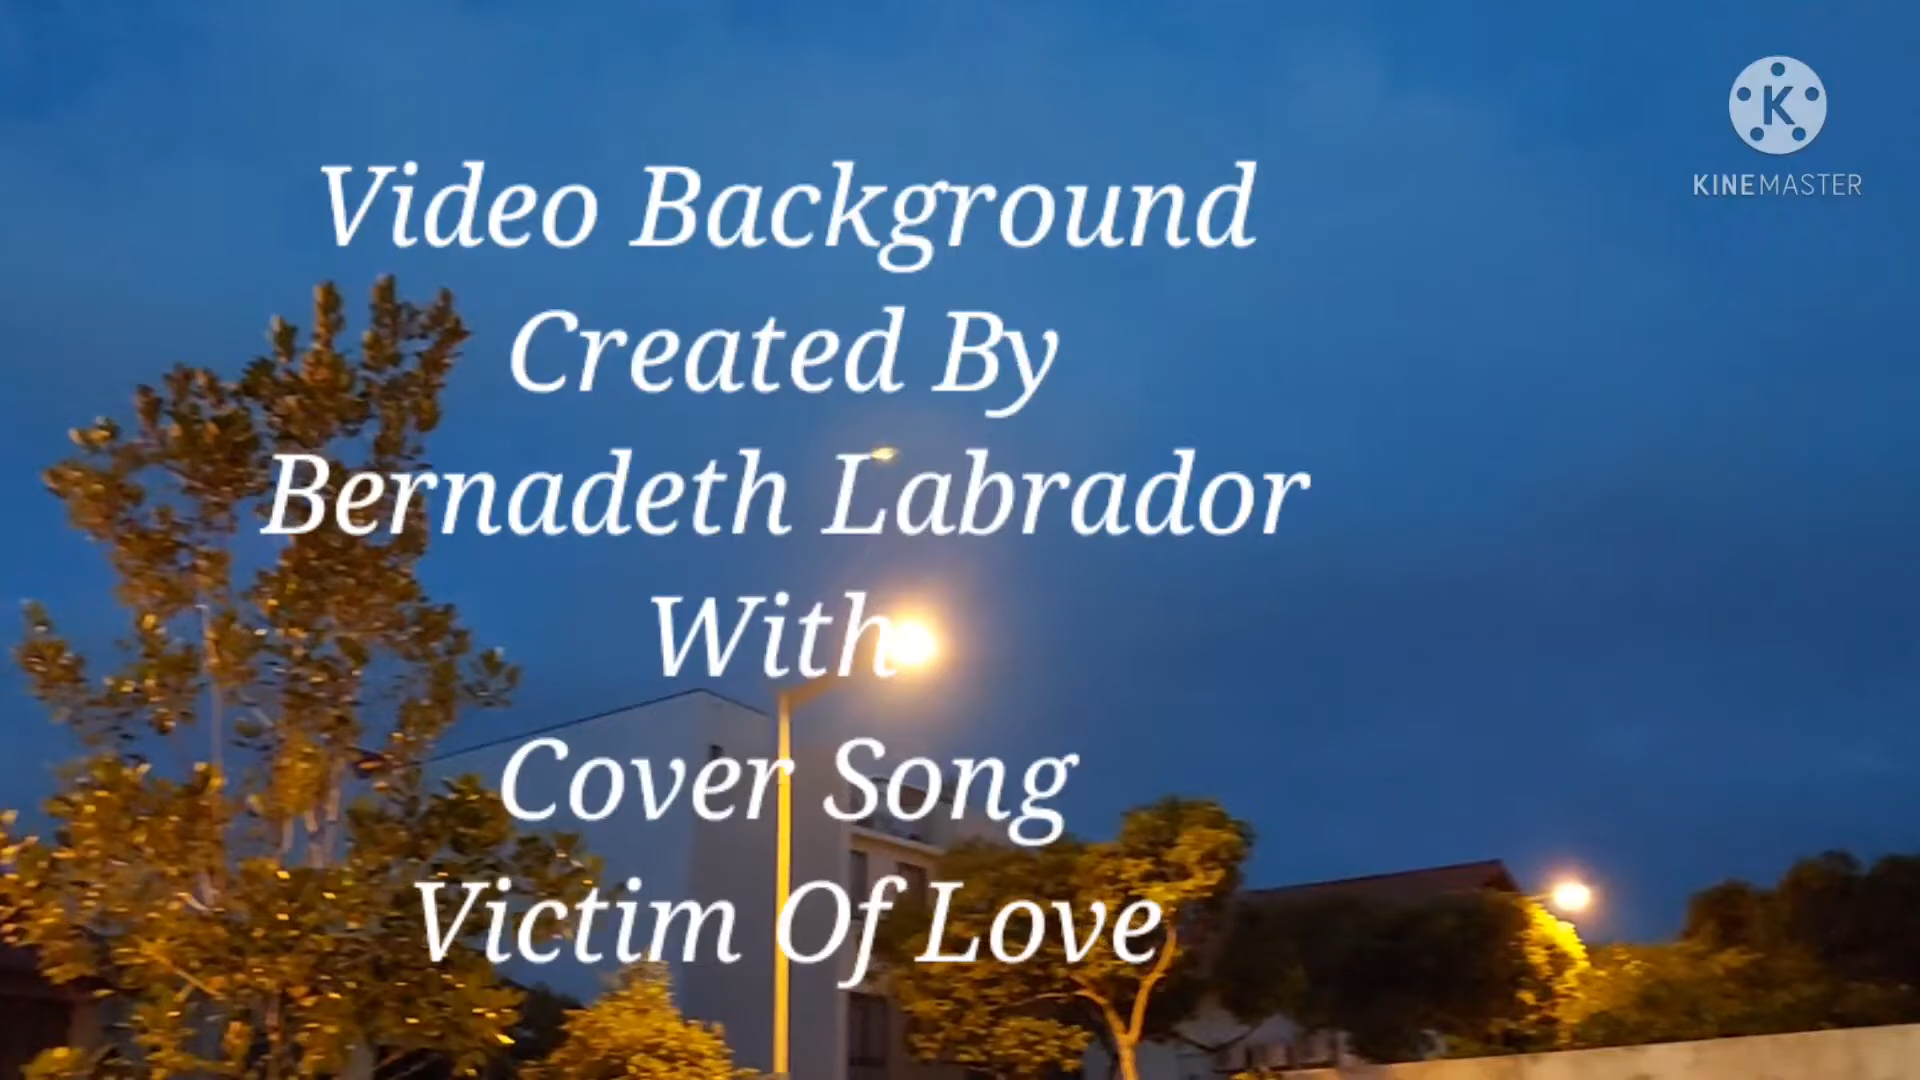 Video Background
Created By
Bernadeth Labrador
With
Cover Song
Victim Of Love
K
KINEMASTER